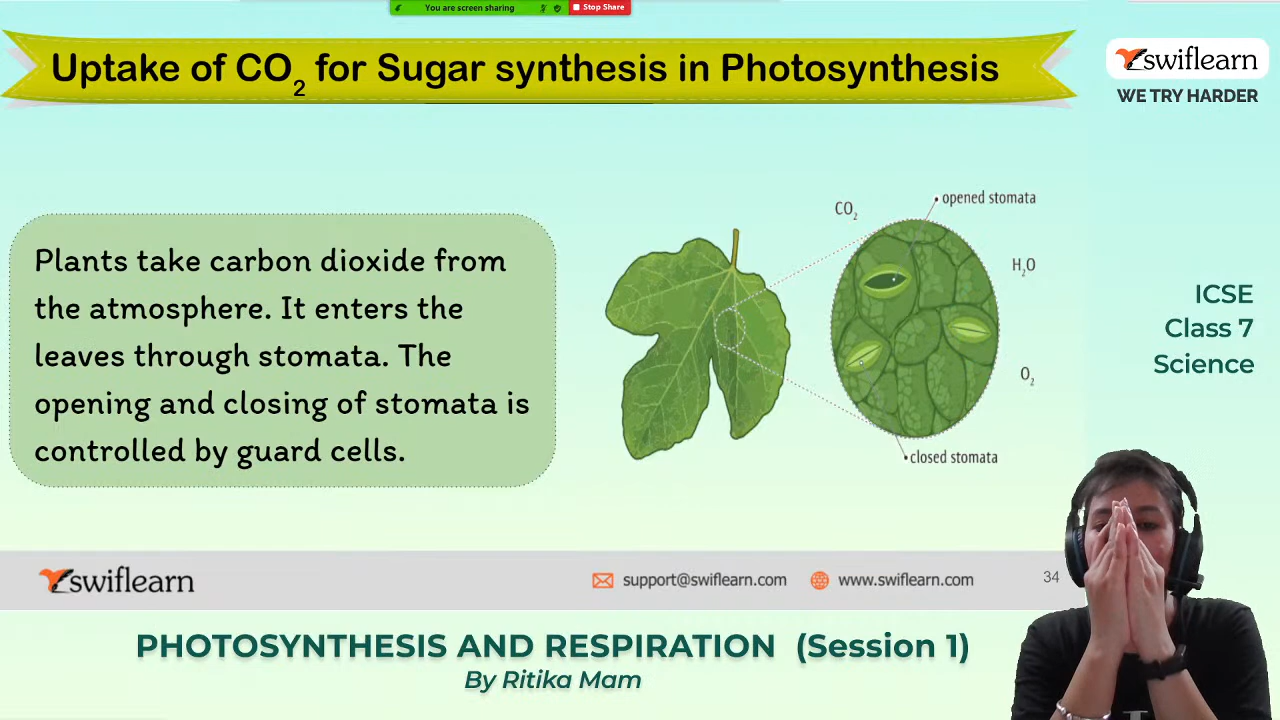 You are screen sharing
Stop Share
Uptake of CO₂ for Sugar synthesis in Photosynthesis
swiflearn
WE TRY HARDER
Plants take carbon dioxide from
the atmosphere. It enters the
leaves through stomata. The
opening and closing of stomata is
controlled by guard cells.
CO₂
opened stomata
H₂O
O₂
closed stomata
ICSE
Class 7
Science
swiflearn
support@swiflearn.com
www.swiflearn.com
34
PHOTOSYNTHESIS AND RESPIRATION (Session 1)
By Ritika Mam